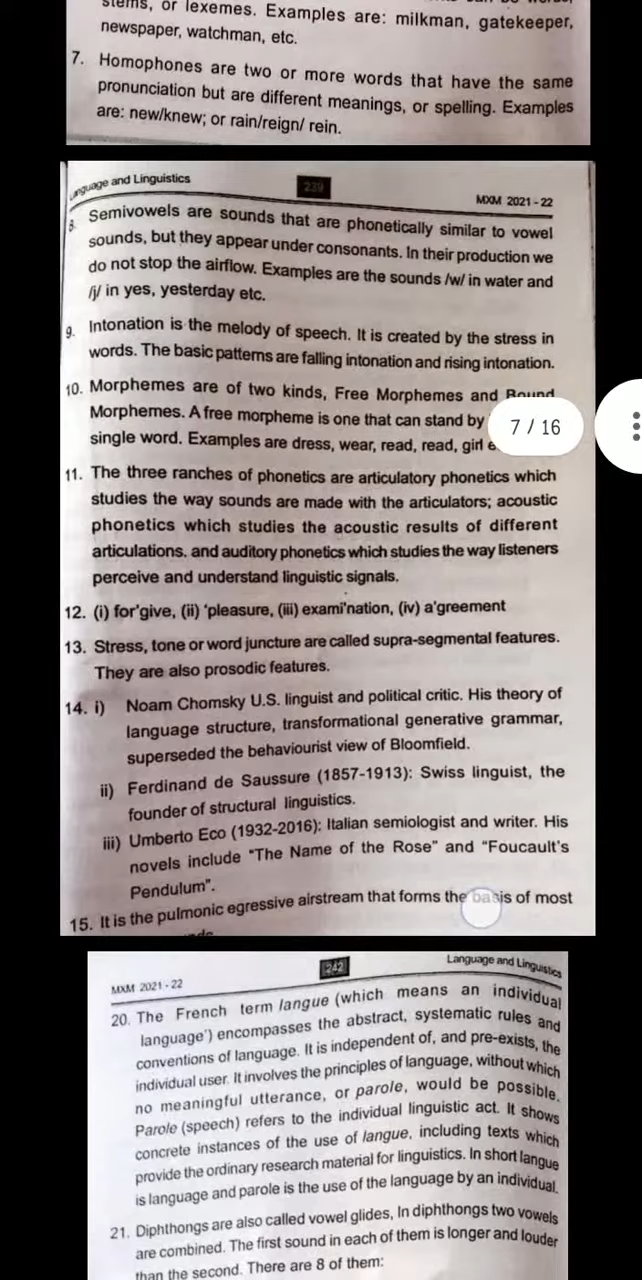 stems, or lexemes. Examples are: milkman, gatekeeper,
newspaper, watchman, etc.
7. Homophones are two or more words that have the same
pronunciation but are different meanings, or spelling. Examples
are: new/knew; or rain/reign/ rein.
Language and Linguistics
239
MXM 2021 - 22
8. Semivowels are sounds that are phonetically similar to vowel
sounds, but they appear under consonants. In their production we
do not stop the airflow. Examples are the sounds /w/ in water and
/j/ in yes, yesterday etc.
9. Intonation is the melody of speech. It is created by the stress in
words. The basic patterns are falling intonation and rising intonation.
10. Morphemes are of two kinds, Free Morphemes and Bound
Morphemes. A free morpheme is one that can stand by
single word. Examples are dress, wear, read, read, girl
7 / 16
11. The three ranches of phonetics are articulatory phonetics which
studies the way sounds are made with the articulators; acoustic
phonetics which studies the acoustic results of different
articulations. and auditory phonetics which studies the way listeners
perceive and understand linguistic signals.
12. (i) for'give, (ii) 'pleasure, (iii) exami'nation, (iv) a'greement
13. Stress, tone or word juncture are called supra-segmental features.
They are also prosodic features.
14. i) Noam Chomsky U.S. linguist and political critic. His theory of
language structure, transformational generative grammar,
superseded the behaviourist view of Bloomfield.
ii) Ferdinand de Saussure (1857-1913): Swiss linguist, the
founder of structural linguistics.
iii) Umberto Eco (1932-2016): Italian semiologist and writer. His
novels include "The Name of the Rose" and "Foucault's
Pendulum".
15. It is the pulmonic egressive airstream that forms the basis of most
MXM 2021 - 22
242
Language and Linguistics
20. The French term langue (which means an individual
language') encompasses the abstract, systematic rules and
conventions of language. It is independent of, and pre-exists, the
individual user. It involves the principles of language, without which
no meaningful utterance, or parole, would be possible.
Parole (speech) refers to the individual linguistic act. It shows
concrete instances of the use of langue, including texts which
provide the ordinary research material for linguistics. In short langue
is language and parole is the use of the language by an individual.
21. Diphthongs are also called vowel glides, In diphthongs two vowels
are combined. The first sound in each of them is longer and louder
than the second. There are 8 of them: